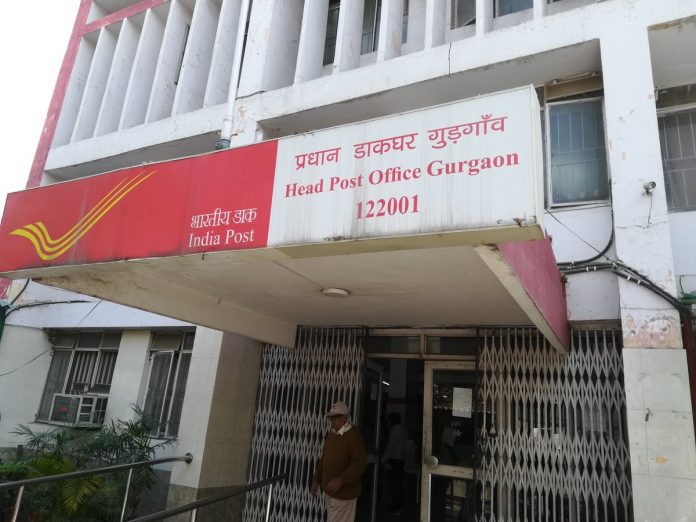 भारतीय डाक
India Post
प्रधान डाकघर गुड़गाँव
Head Post Office Gurgaon
122001